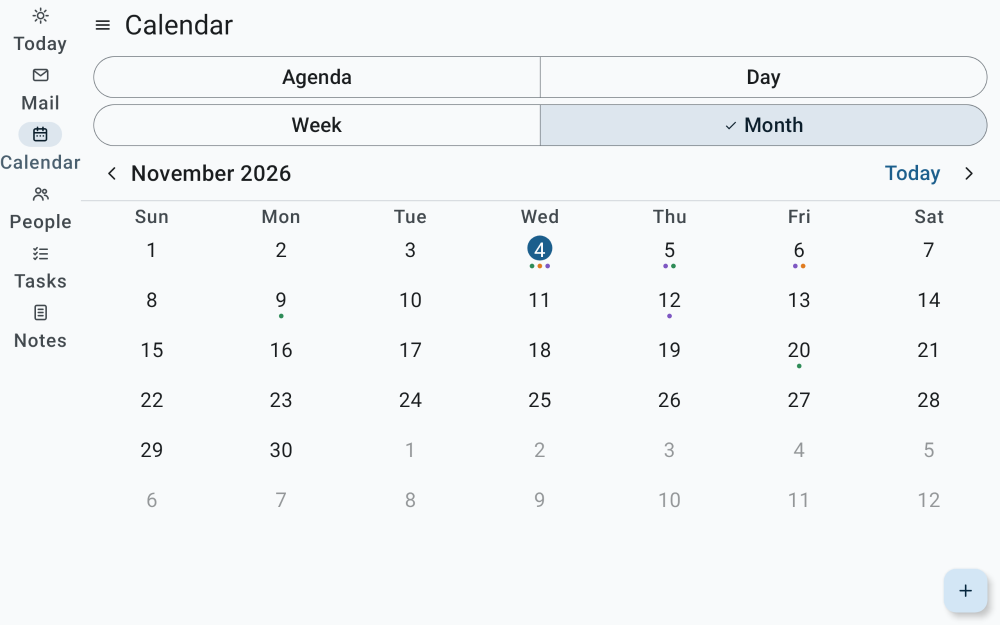 Today
Mail
Calendar
People
Tasks
Notes
Calendar
Agenda Day
Week Month
November 2026 Today
Sun Mon Tue Wed Thu Fri Sat
1 2 3 4 5 6 7
8 9 10 11 12 13 14
15 16 17 18 19 20 21
22 23 24 25 26 27 28
29 30 1 2 3 4 5
6 7 8 9 10 11 12